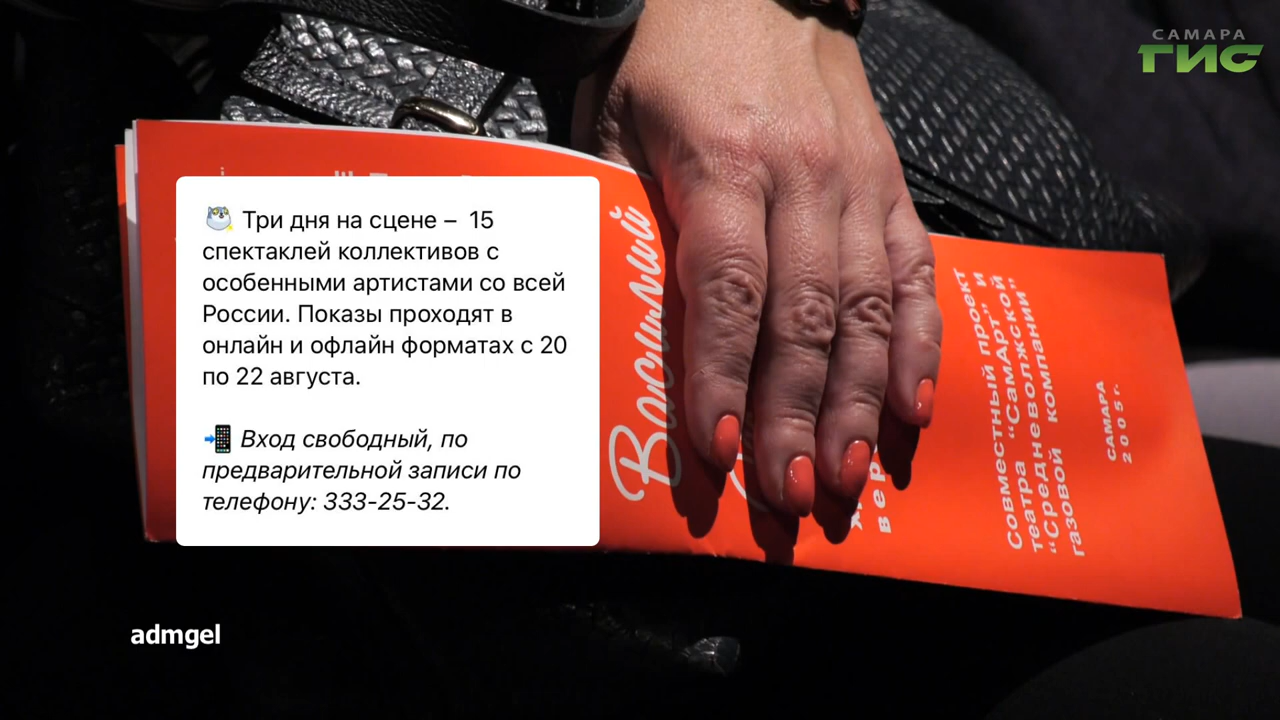 САМАРА
ГИС
Три дня на сцене – 15
спектаклей коллективов с
особенными артистами со всей
России. Показы проходят в
онлайн и офлайн форматах с 20
по 22 августа.
Вход свободный, по
предварительной записи по
телефону: 333-25-32.
Василий
Совместный проект
театра "СамАрт" и
"Средневолжской
газовой компании"
САМАРА
2005г.
admgel